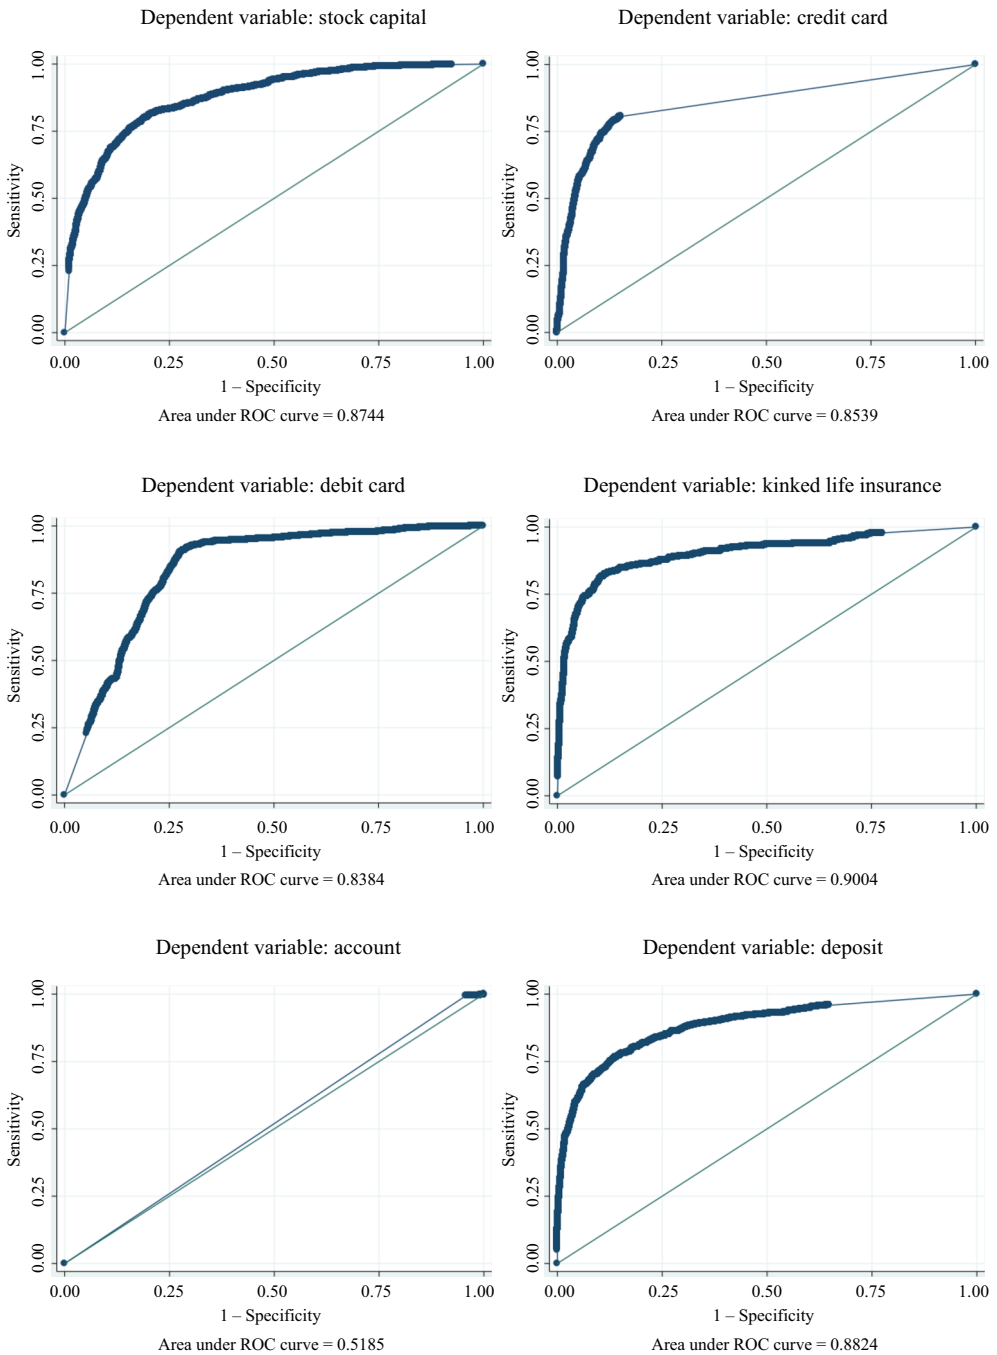 Dependent variable: stock capital
Sensitivity
1.00
0.75
0.50
0.25
0.00
0.00 0.25 0.50 0.75 1.00
1 – Specificity
Area under ROC curve = 0.8744
Dependent variable: credit card
Sensitivity
1.00
0.75
0.50
0.25
0.00
0.00 0.25 0.50 0.75 1.00
1 – Specificity
Area under ROC curve = 0.8539
Dependent variable: debit card
Sensitivity
1.00
0.75
0.50
0.25
0.00
0.00 0.25 0.50 0.75 1.00
1 – Specificity
Area under ROC curve = 0.8384
Dependent variable: kinked life insurance
Sensitivity
1.00
0.75
0.50
0.25
0.00
0.00 0.25 0.50 0.75 1.00
1 – Specificity
Area under ROC curve = 0.9004
Dependent variable: account
Sensitivity
1.00
0.75
0.50
0.25
0.00
0.00 0.25 0.50 0.75 1.00
1 – Specificity
Area under ROC curve = 0.5185
Dependent variable: deposit
Sensitivity
1.00
0.75
0.50
0.25
0.00
0.00 0.25 0.50 0.75 1.00
1 – Specificity
Area under ROC curve = 0.8824